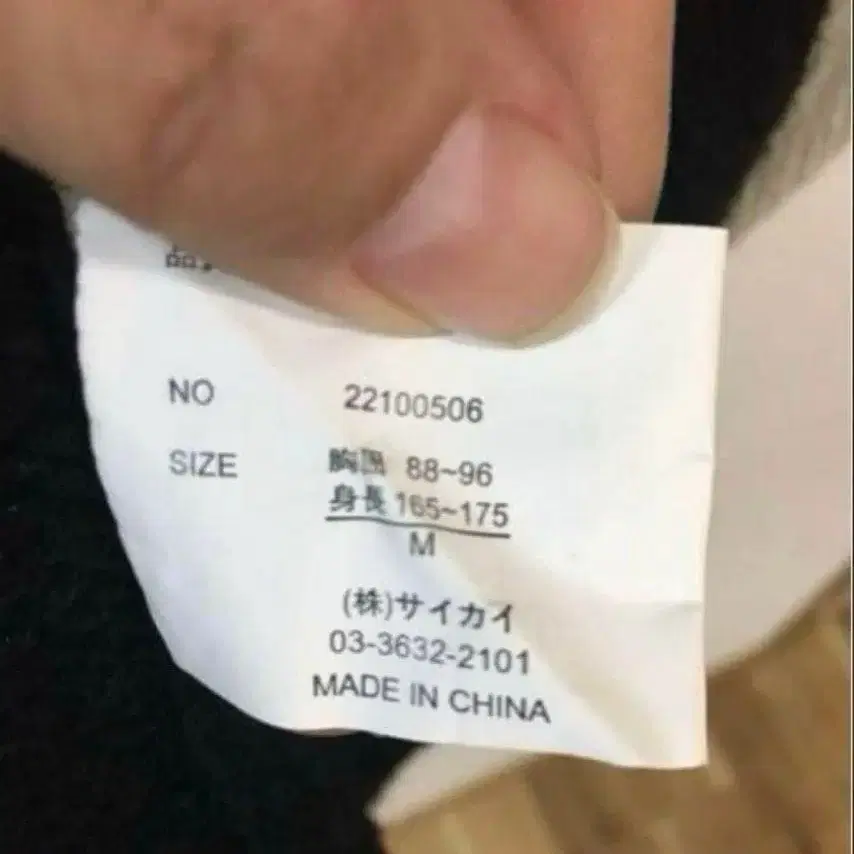 NO 22100506
SIZE 胸囲 88~96
身長 165~175
M
(株)サイカイ
03-3632-2101
MADE IN CHINA